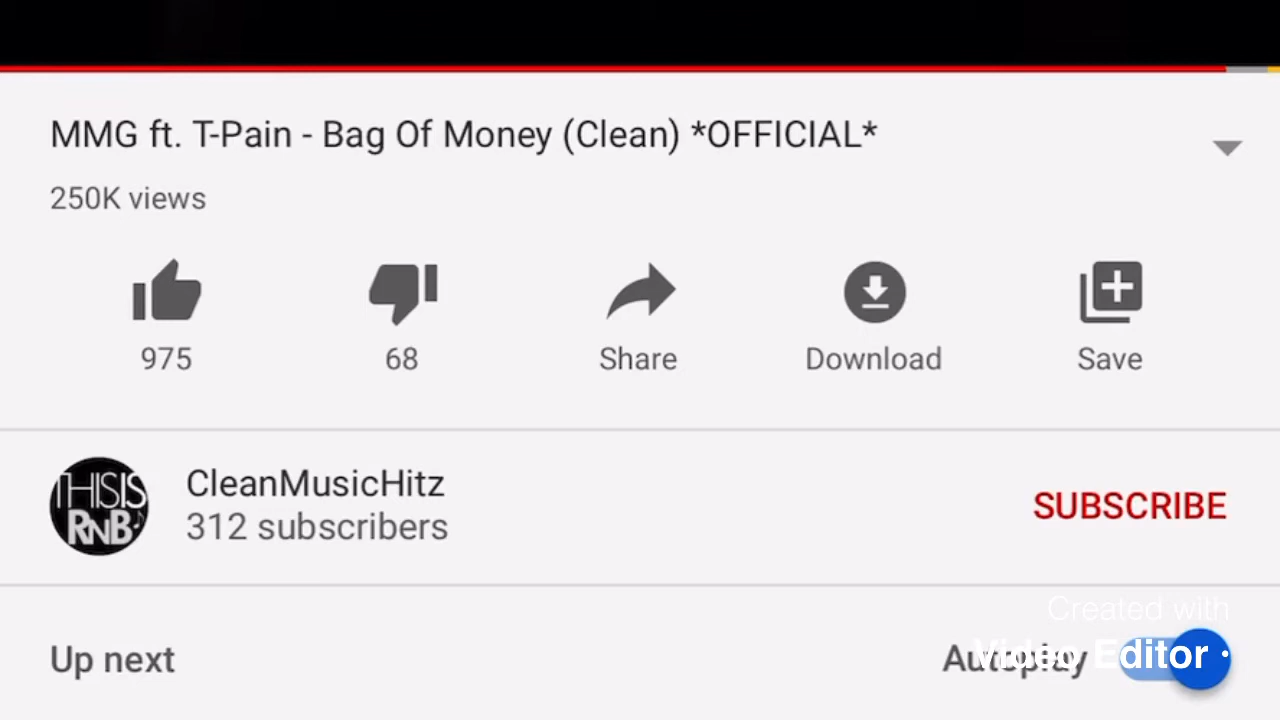 MMG ft. T-Pain - Bag Of Money (Clean) *OFFICIAL*
250K views
975
68
Share
Download
Save
THIS IS
RNB
CleanMusicHitz
312 subscribers
SUBSCRIBE
Created with
Video Editor
Up next
Autoplay